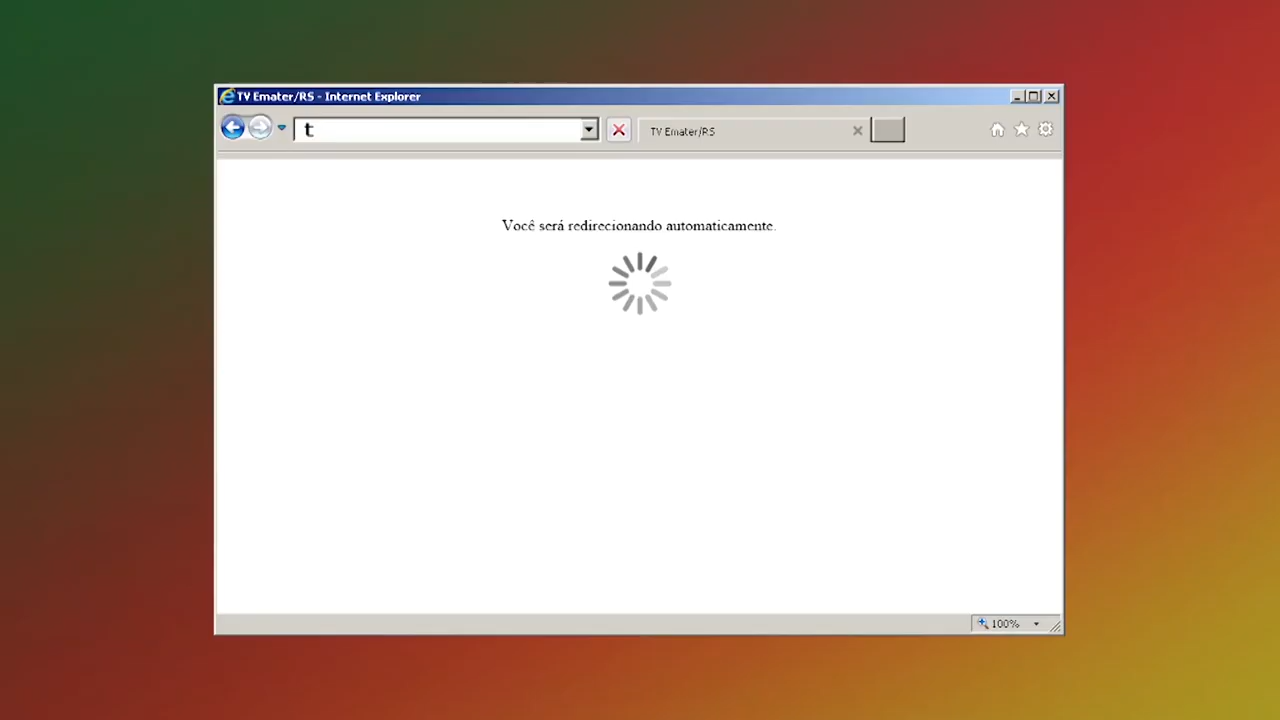 TV Emater/RS - Internet Explorer
t
TV Emater/RS
Você será redirecionando automaticamente.
100%